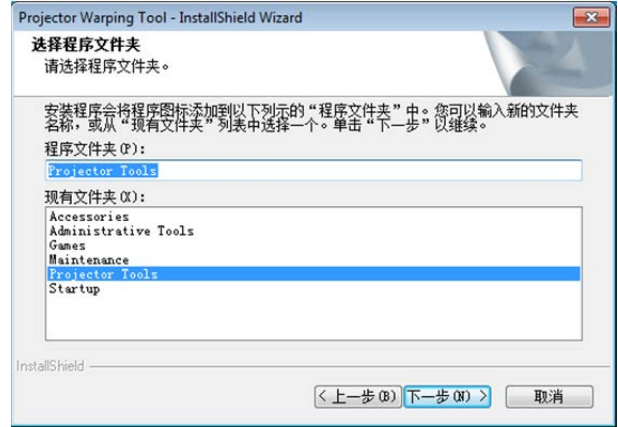 Projector Warping Tool - InstallShield Wizard
选择程序文件夹
请选择程序文件夹。
安装程序会将程序图标添加到以下列示的“程序文件夹”中。您可以输入新的文件夹
名称，或从“现有文件夹”列表中选择一个。单击“下一步”以继续。
程序文件夹(P)：
Projector Tools
现有文件夹(X)：
Accessories
Administrative Tools
Games
Maintenance
Projector Tools
Startup
InstallShield
< 上一步(B) 下一步(N) > 取消